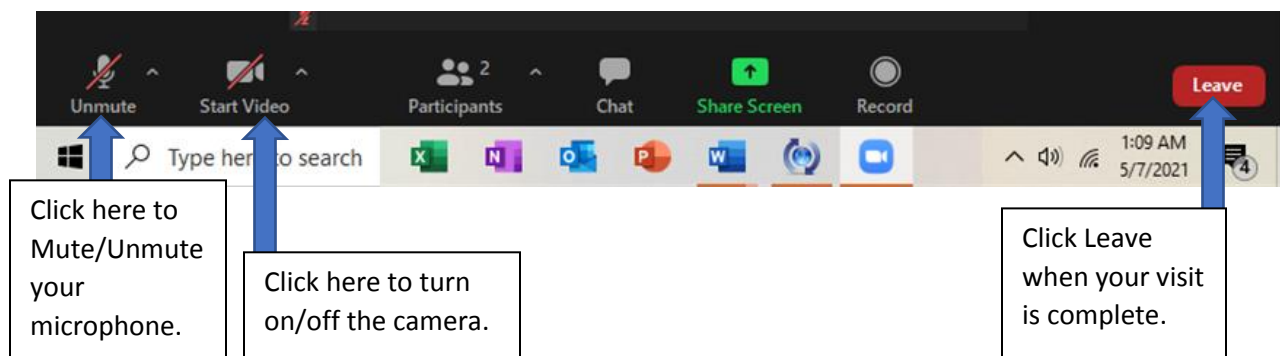 2
Unmute Start Video Participants Chat Share Screen Record Leave
Type here to search
1:09 AM
5/7/2021
4
Click here to
Mute/Unmute
your
microphone.
Click here to turn
on/off the camera.
Click Leave
when your visit
is complete.